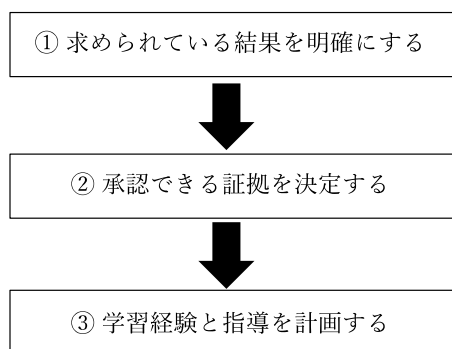 ① 求められている結果を明確にする
② 承認できる証拠を決定する
③ 学習経験と指導を計画する